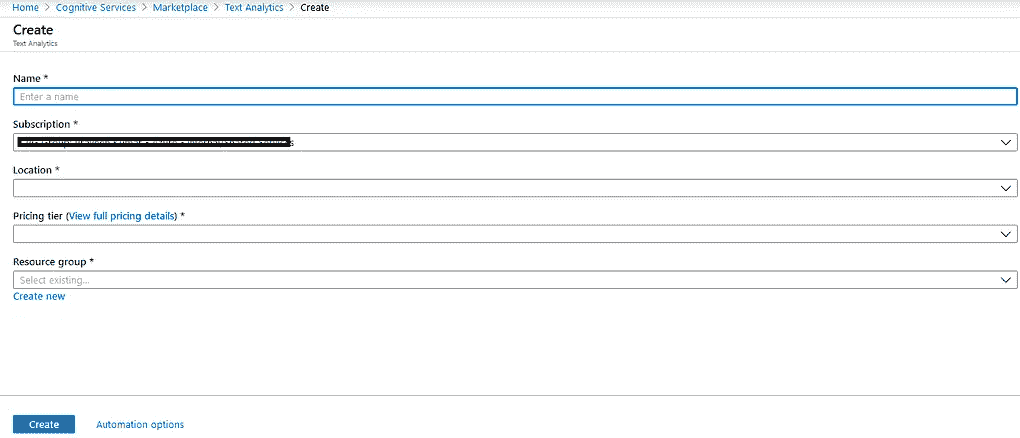 Home > Cognitive Services > Marketplace > Text Analytics > Create
Create
Text Analytics
Name *
Enter a name
Subscription *
Location *
Pricing tier (View full pricing details) *
Resource group *
Select existing...
Create new
Create Automation options